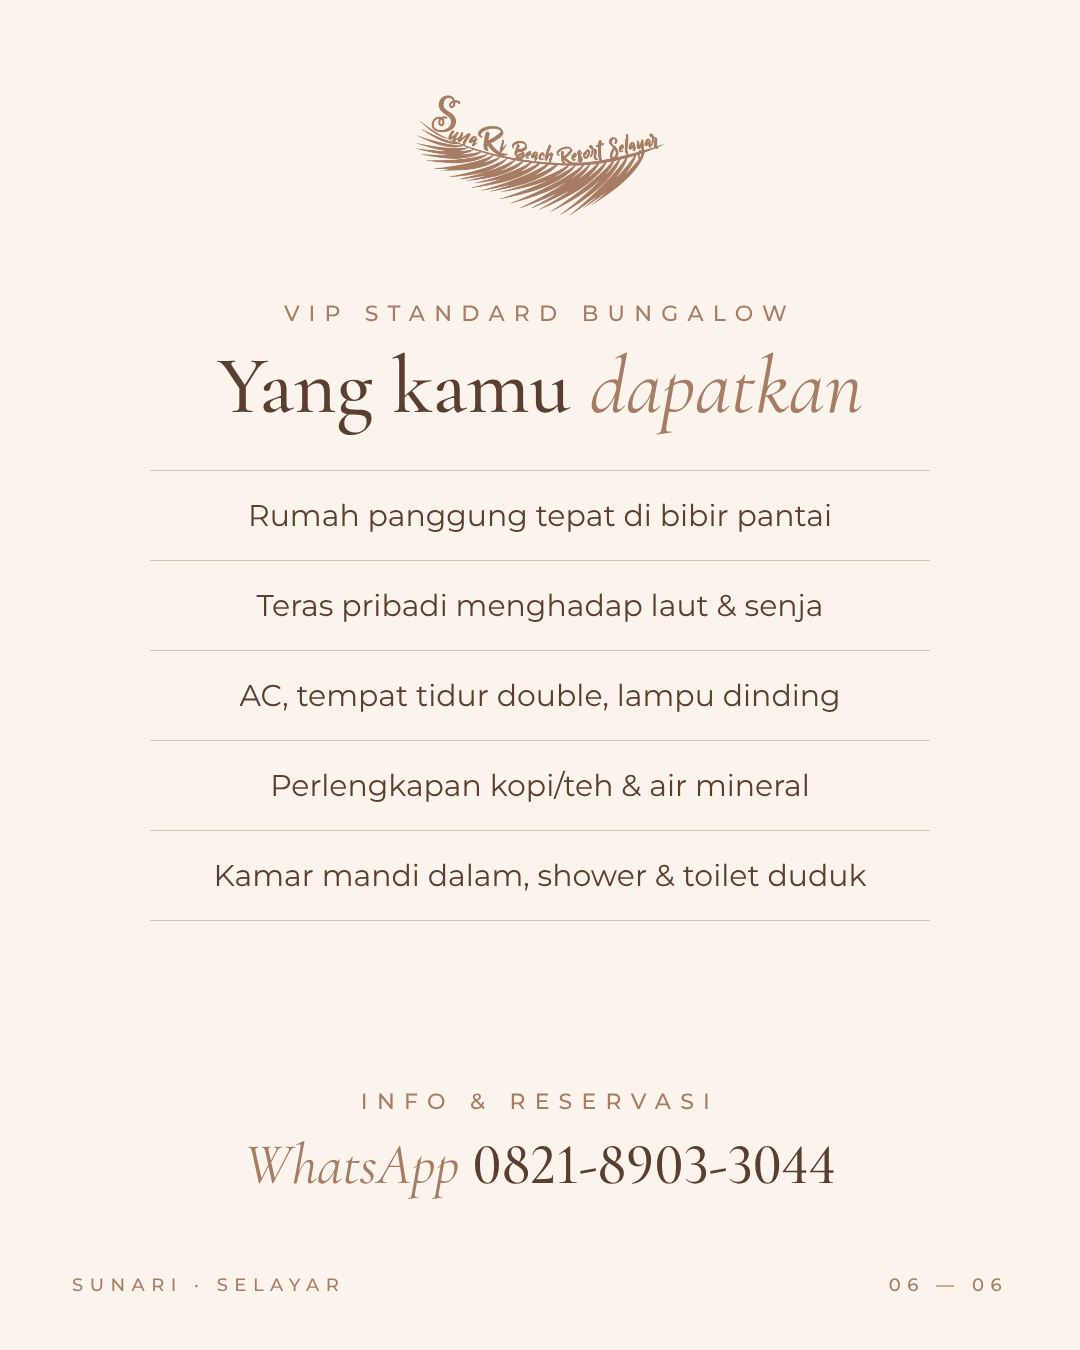 SunaRi Beach Resort Selayar
VIP STANDARD BUNGALOW
Yang kamu dapatkan
Rumah panggung tepat di bibir pantai
Teras pribadi menghadap laut & senja
AC, tempat tidur double, lampu dinding
Perlengkapan kopi/teh & air mineral
Kamar mandi dalam, shower & toilet duduk
INFO & RESERVASI
WhatsApp 0821-8903-3044
SUNARI · SELAYAR
06 — 06